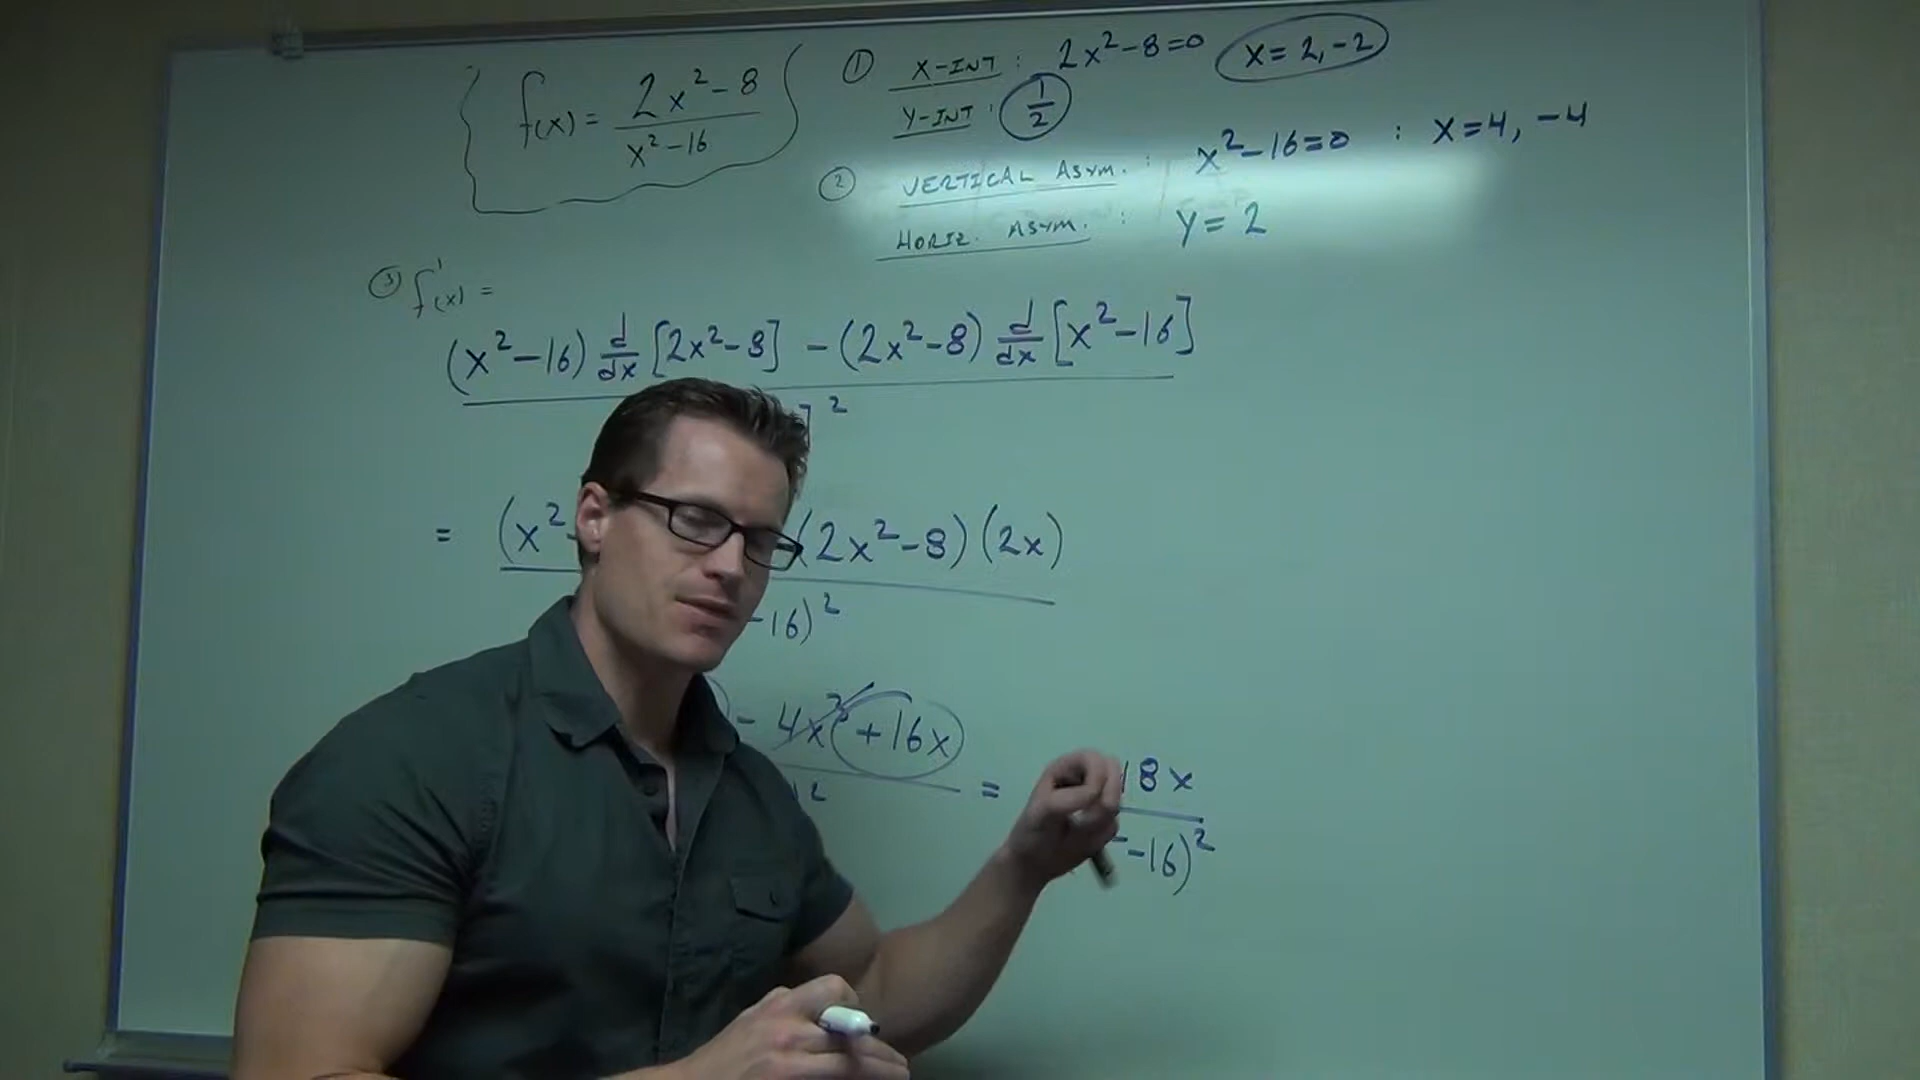 f(x) = (2x² - 8)/(x² - 16)
① X-INT : 2x² - 8 = 0 x = 2, -2
Y-INT : 1/2
② VERTICAL ASYM. : x² - 16 = 0 : x = 4, -4
HORIZ. ASYM. : y = 2
③ f'(x) =
(x² - 16) d/dx [2x² - 8] - (2x² - 8) d/dx [x² - 16]
]²
= (x² - (2x² - 8)(2x)
-16)²
- 4x³ + 16x
= 18x
-16)²